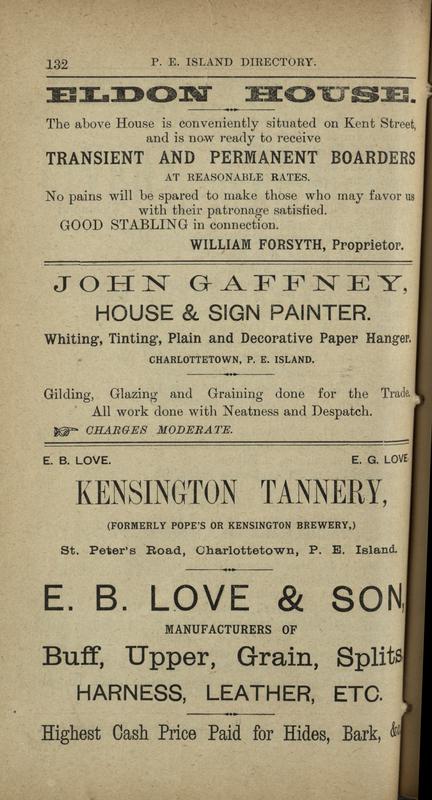 132 P. E. ISLAND DIRECTORY.
ELDON HOUSE.
The above House is conveniently situated on Kent Street,
and is now ready to receive
TRANSIENT AND PERMANENT BOARDERS
AT REASONABLE RATES.
No pains will be spared to make those who may favor us
with their patronage satisfied.
GOOD STABLING in connection.
WILLIAM FORSYTH, Proprietor.
JOHN GAFFNEY,
HOUSE & SIGN PAINTER.
Whiting, Tinting, Plain and Decorative Paper Hanger.
CHARLOTTETOWN, P. E. ISLAND.
Gilding, Glazing and Graining done for the Trade.
All work done with Neatness and Despatch.
☞ CHARGES MODERATE.
E. B. LOVE. E. G. LOVE
KENSINGTON TANNERY,
(FORMERLY POPE'S OR KENSINGTON BREWERY,)
St. Peter's Road, Charlottetown, P. E. Island.
E. B. LOVE & SON,
MANUFACTURERS OF
Buff, Upper, Grain, Splits
HARNESS, LEATHER, ETC.
Highest Cash Price Paid for Hides, Bark, &c.